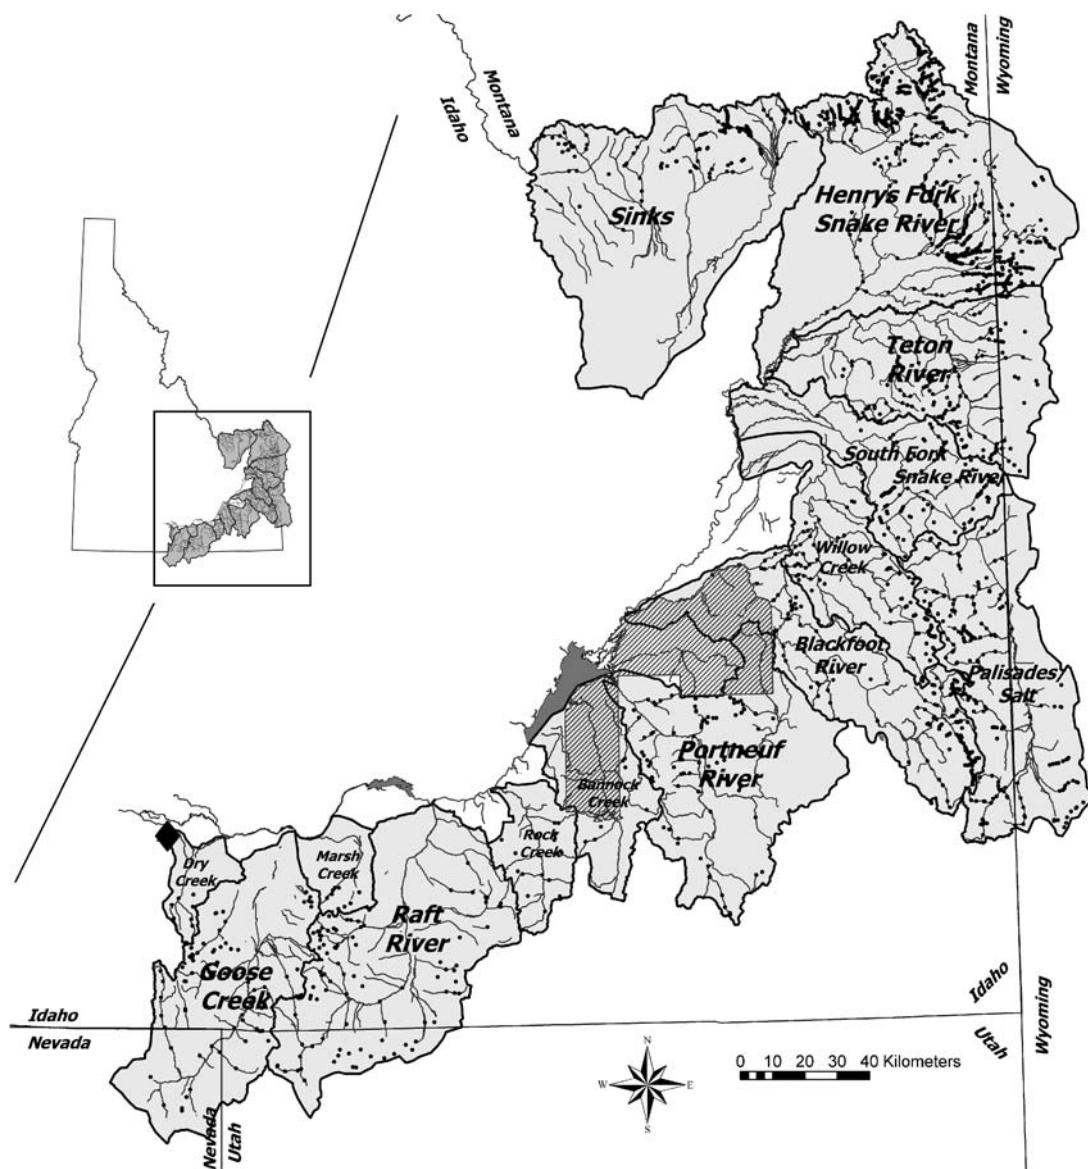 Montana
Idaho
Montana
Wyoming
Sinks
Henrys Fork
Snake River
Teton
River
South Fork
Snake River
Willow
Creek
Blackfoot
River
Palisades/
Salt
Portneuf
River
Bannock
Creek
Rock
Creek
Marsh
Creek
Dry
Creek
Raft
River
Goose
Creek
Idaho
Nevada
Idaho
Utah
Wyoming
Nevada
Utah
N
W
E
S
0 10 20 30 40 Kilometers